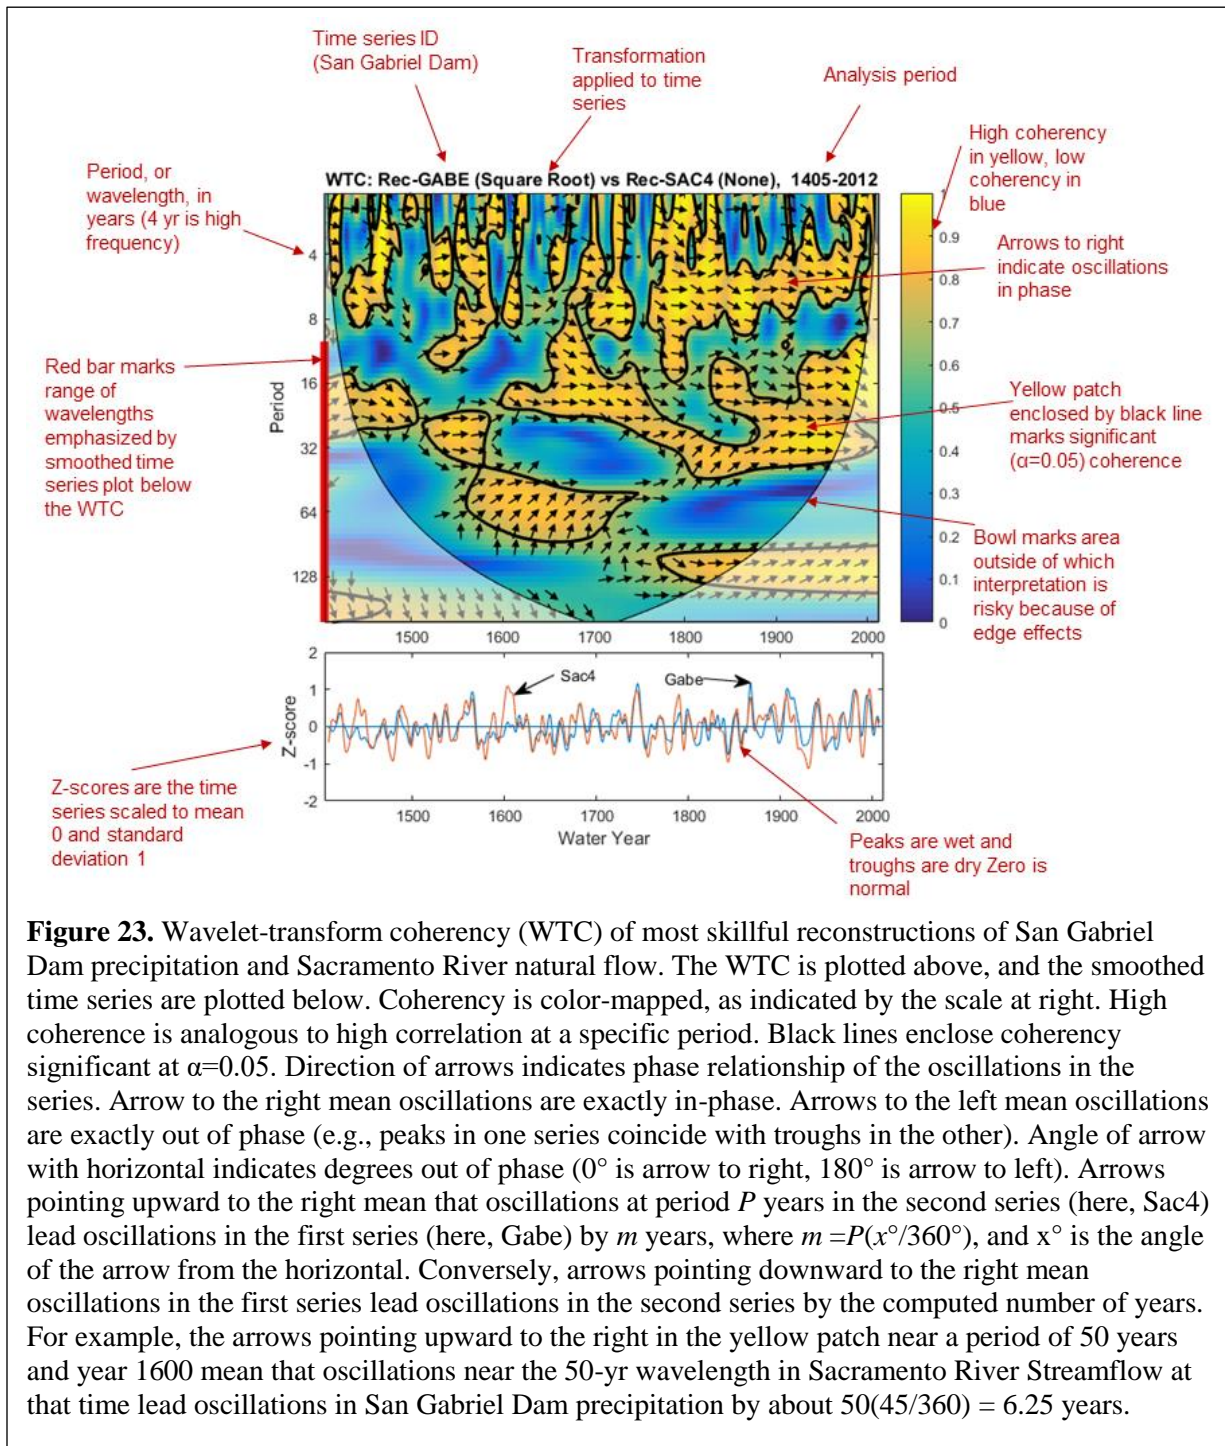 Time series ID
(San Gabriel Dam)
Transformation
applied to time
series
Analysis period
High coherency
in yellow, low
coherency in
blue
Period, or
wavelength, in
years (4 yr is high
frequency)
WTC: Rec-GABE (Square Root) vs Rec-SAC4 (None), 1405-2012
Arrows to right
indicate oscillations
in phase
Red bar marks
range of
wavelengths
emphasized by
smoothed time
series plot below
the WTC
Yellow patch
enclosed by black line
marks significant
(α=0.05) coherence
Bowl marks area
outside of which
interpretation is
risky because of
edge effects
Period
4
8
16
32
64
128
1500
1600
1700
1800
1900
2000
1
0.9
0.8
0.7
0.6
0.5
0.4
0.3
0.2
0.1
0
2
1
0
-1
-2
Z-score
Sac4
Gabe
1500
1600
1700
1800
1900
2000
Water Year
Z-scores are the time
series scaled to mean
0 and standard
deviation 1
Peaks are wet and
troughs are dry Zero is
normal
Figure 23. Wavelet-transform coherency (WTC) of most skillful reconstructions of San Gabriel
Dam precipitation and Sacramento River natural flow. The WTC is plotted above, and the smoothed
time series are plotted below. Coherency is color-mapped, as indicated by the scale at right. High
coherence is analogous to high correlation at a specific period. Black lines enclose coherency
significant at α=0.05. Direction of arrows indicates phase relationship of the oscillations in the
series. Arrow to the right mean oscillations are exactly in-phase. Arrows to the left mean oscillations
are exactly out of phase (e.g., peaks in one series coincide with troughs in the other). Angle of arrow
with horizontal indicates degrees out of phase (0° is arrow to right, 180° is arrow to left). Arrows
pointing upward to the right mean that oscillations at period P years in the second series (here, Sac4)
lead oscillations in the first series (here, Gabe) by m years, where m =P(x°/360°), and x° is the angle
of the arrow from the horizontal. Conversely, arrows pointing downward to the right mean
oscillations in the first series lead oscillations in the second series by the computed number of years.
For example, the arrows pointing upward to the right in the yellow patch near a period of 50 years
and year 1600 mean that oscillations near the 50-yr wavelength in Sacramento River Streamflow at
that time lead oscillations in San Gabriel Dam precipitation by about 50(45/360) = 6.25 years.